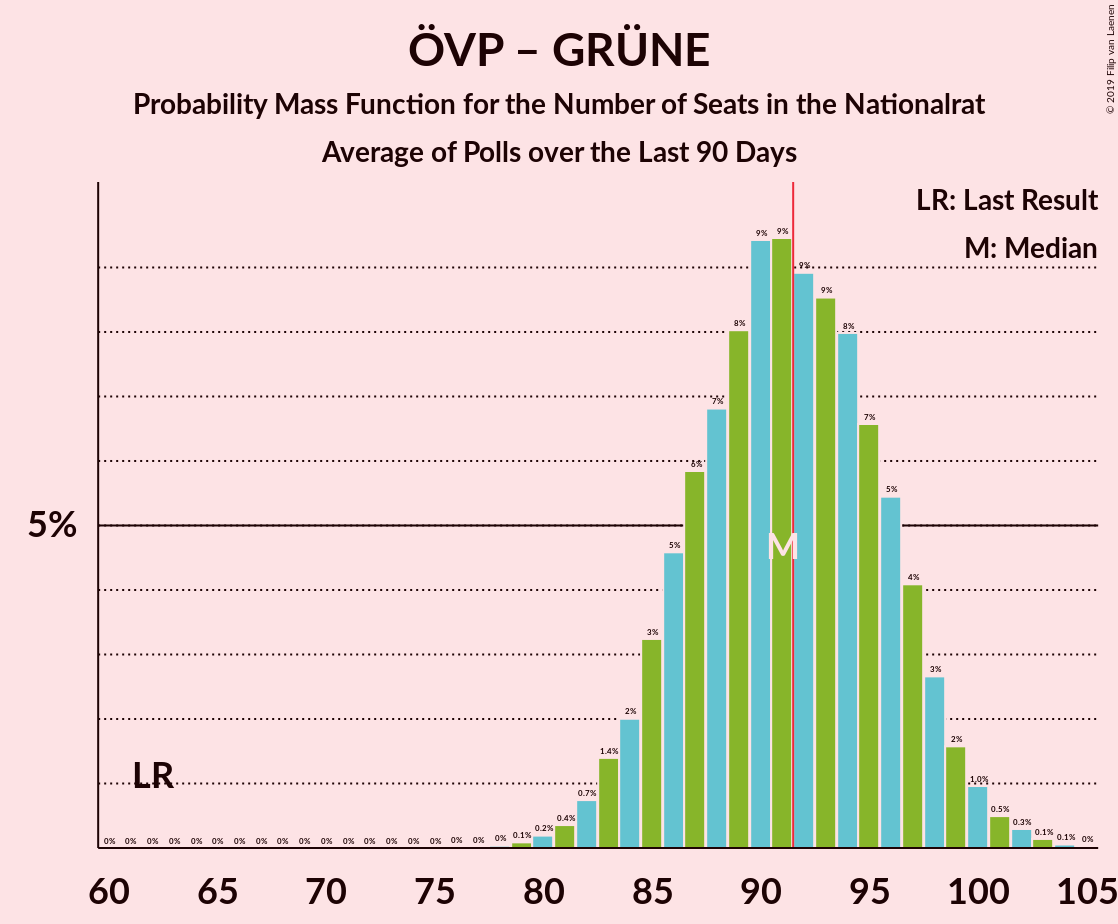 ÖVP – GRÜNE
Probability Mass Function for the Number of Seats in the Nationalrat
Average of Polls over the Last 90 Days
© 2019 Filip van Laenen
LR: Last Result
M: Median
5%
LR
M
0% 0% 0% 0% 0% 0% 0% 0% 0% 0% 0% 0% 0% 0% 0% 0% 0% 0% 0% 0.1% 0.2% 0.4% 0.7% 1.4% 2% 3% 5% 6% 7% 8% 9% 9% 9% 9% 8% 7% 5% 4% 3% 2% 1.0% 0.5% 0.3% 0.1% 0.1% 0%
60 65 70 75 80 85 90 95 100 105